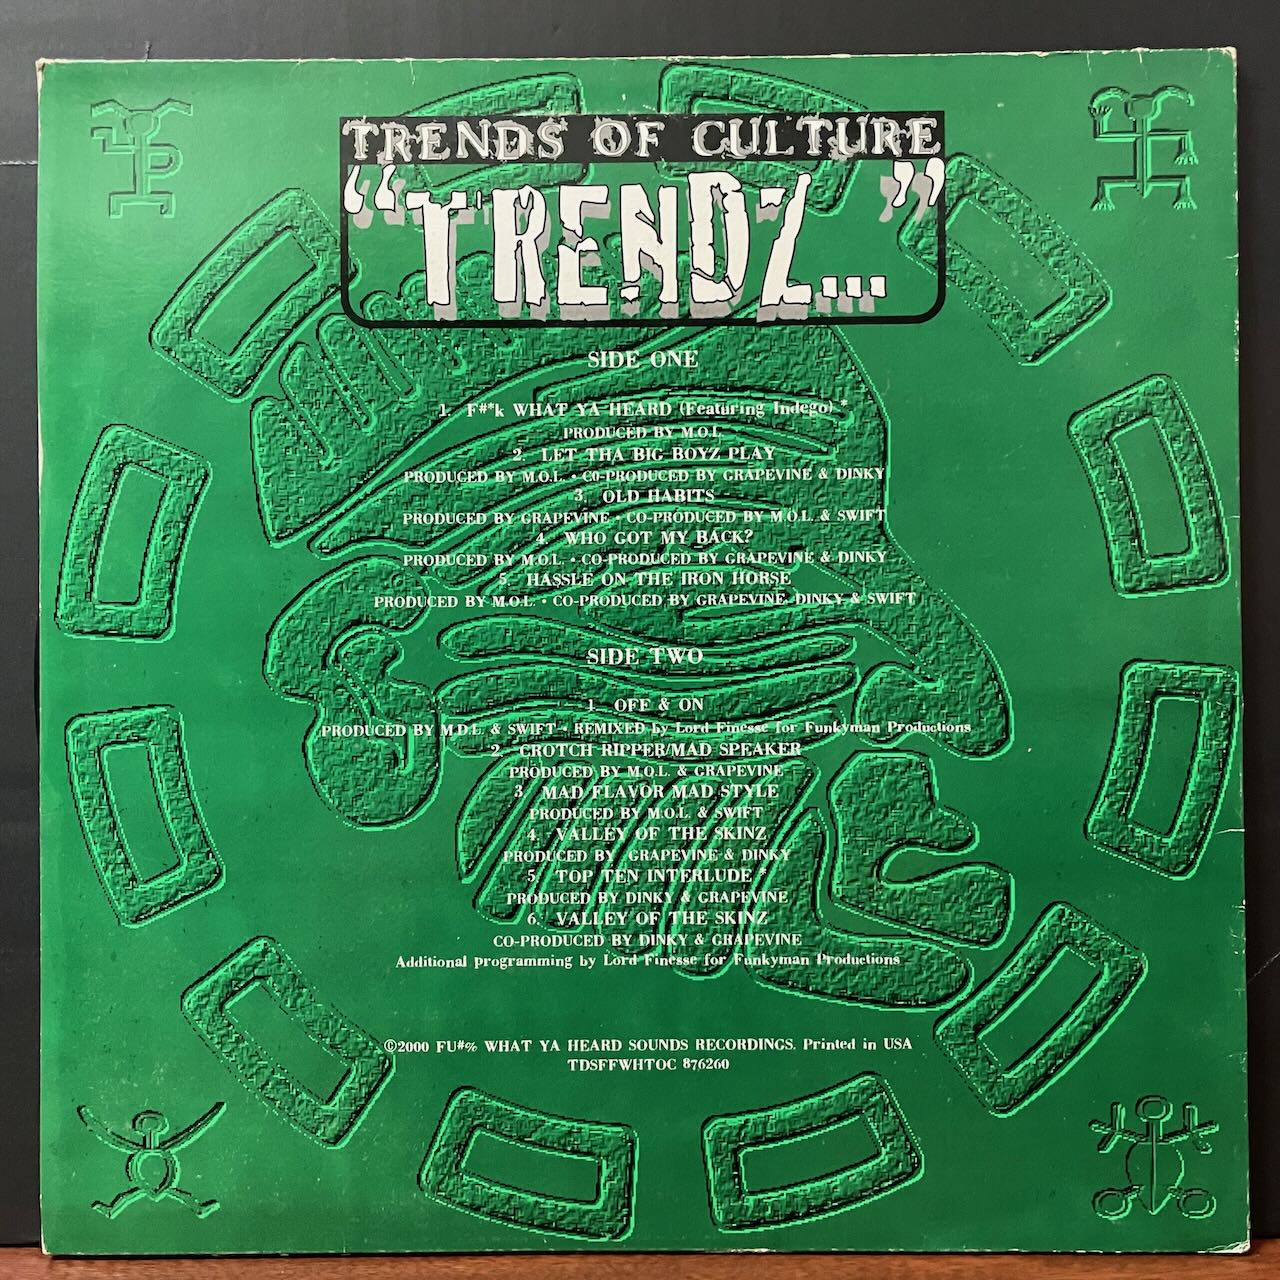 TRENDS OF CULTURE
"TRENDZ..."
SIDE ONE
1. F#*k WHAT YA HEARD (Featuring Indego) *
PRODUCED BY M.O.L.
2. LET THA BIG BOYZ PLAY
PRODUCED BY M.O.L. • CO-PRODUCED BY GRAPEVINE & DINKY
3. OLD HABITS
PRODUCED BY GRAPEVINE • CO-PRODUCED BY M.O.L. & SWIFT
4. WHO GOT MY BACK?
PRODUCED BY M.O.L. • CO-PRODUCED BY GRAPEVINE & DINKY
5. HASSLE ON THE IRON HORSE
PRODUCED BY M.O.L. • CO-PRODUCED BY GRAPEVINE, DINKY & SWIFT
SIDE TWO
1. OFF & ON
PRODUCED BY M.D.L. & SWIFT • REMIXED by Lord Finesse for Funkyman Productions
2. CROTCH RIPPER/MAD SPEAKER
PRODUCED BY M.O.L. & GRAPEVINE
3. MAD FLAVOR MAD STYLE
PRODUCED BY M.O.L. & SWIFT
4. VALLEY OF THE SKINZ
PRODUCED BY GRAPEVINE & DINKY
5. TOP TEN INTERLUDE *
PRODUCED BY DINKY & GRAPEVINE
6. VALLEY OF THE SKINZ
CO-PRODUCED BY DINKY & GRAPEVINE
Additional programming by Lord Finesse for Funkyman Productions
©2000 FU#% WHAT YA HEARD SOUNDS RECORDINGS. Printed in USA
TDSFFWHTOC 876260